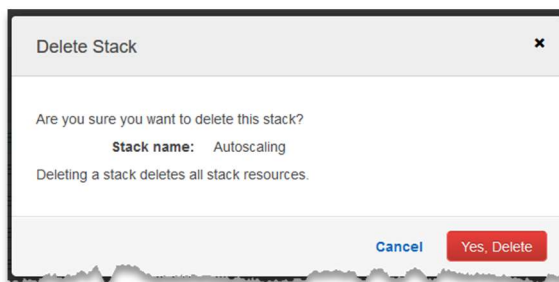 Delete Stack
Are you sure you want to delete this stack?
Stack name: Autoscaling
Deleting a stack deletes all stack resources.
Cancel Yes, Delete